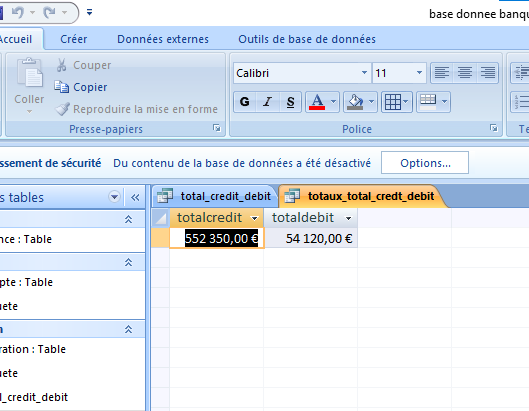 base donnee banqu
Accueil Créer Données externes Outils de base de données
Coller
Couper
Copier
Reproduire la mise en forme
Presse-papiers
Calibri 11
G I S A
Police
Te
ssement de sécurité Du contenu de la base de données a été désactivé Options...
s tables «
total_credit_debit totaux_total_credt_debit
totalcredit totaldebit
552 350,00 € 54 120,00 €
nce : Table
pte : Table
uete
n
ration : Table
uete
l_credit_debit